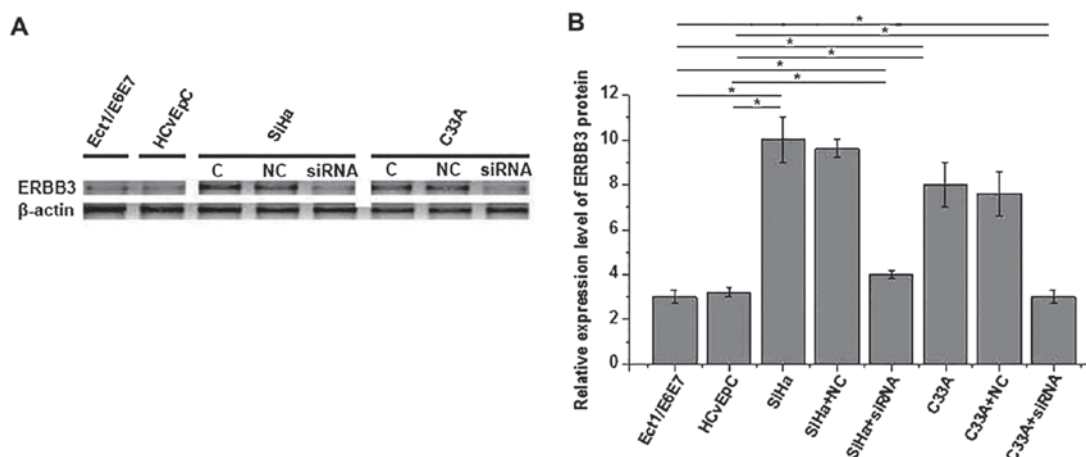 A
Ect1/E6E7
HCvEpC
SiHa
C33A
C NC siRNA C NC siRNA
ERBB3
β-actin
B
*
*
*
*
*
*
*
*
Relative expression level of ERBB3 protein
12
10
8
6
4
2
0
Ect1/E6E7
HCvEpC
SiHa
SiHa+NC
SiHa+siRNA
C33A
C33A+NC
C33A+siRNA